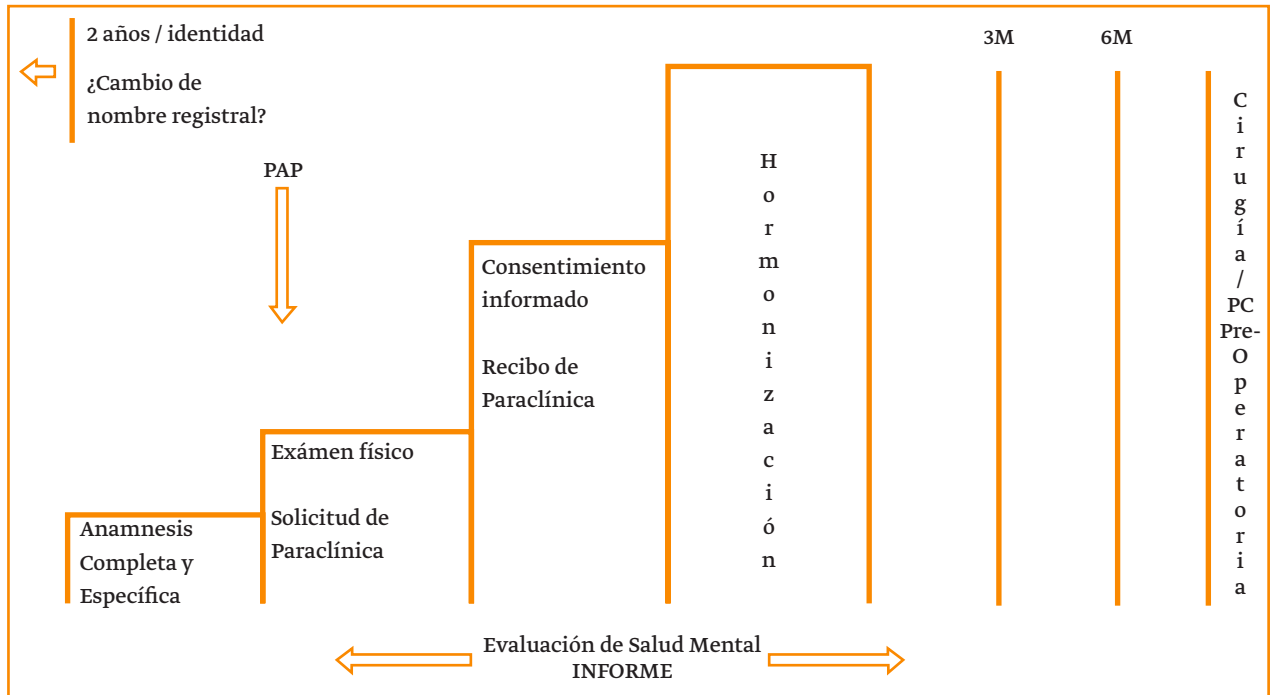 2 años / identidad
¿Cambio de
nombre registral?
3M
6M
PAP
Consentimiento
informado
Recibo de
Paraclínica
Exámen físico
Solicitud de
Paraclínica
Anamnesis
Completa y
Específica
Hormonización
Cirugía/PC
Pre-Operatoria
Evaluación de Salud Mental
INFORME